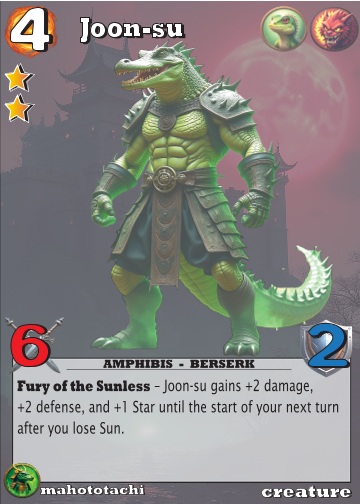 4 Joon-su
6
2
AMPHIBIS - BERSERK
Fury of the Sunless - Joon-su gains +2 damage,
+2 defense, and +1 Star until the start of your next turn
after you lose Sun.
mahototachi creature